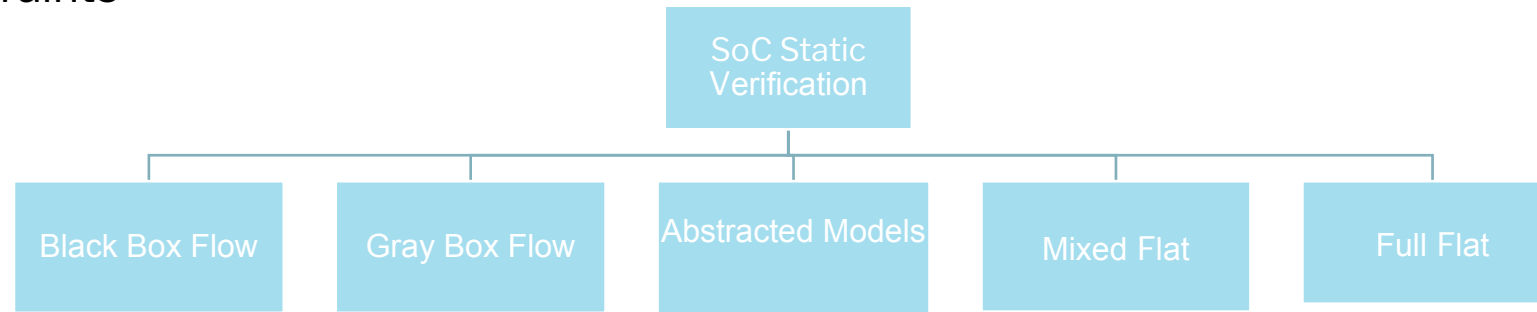 SoC Static
Verification
Black Box Flow
Gray Box Flow
Abstracted Models
Mixed Flat
Full Flat